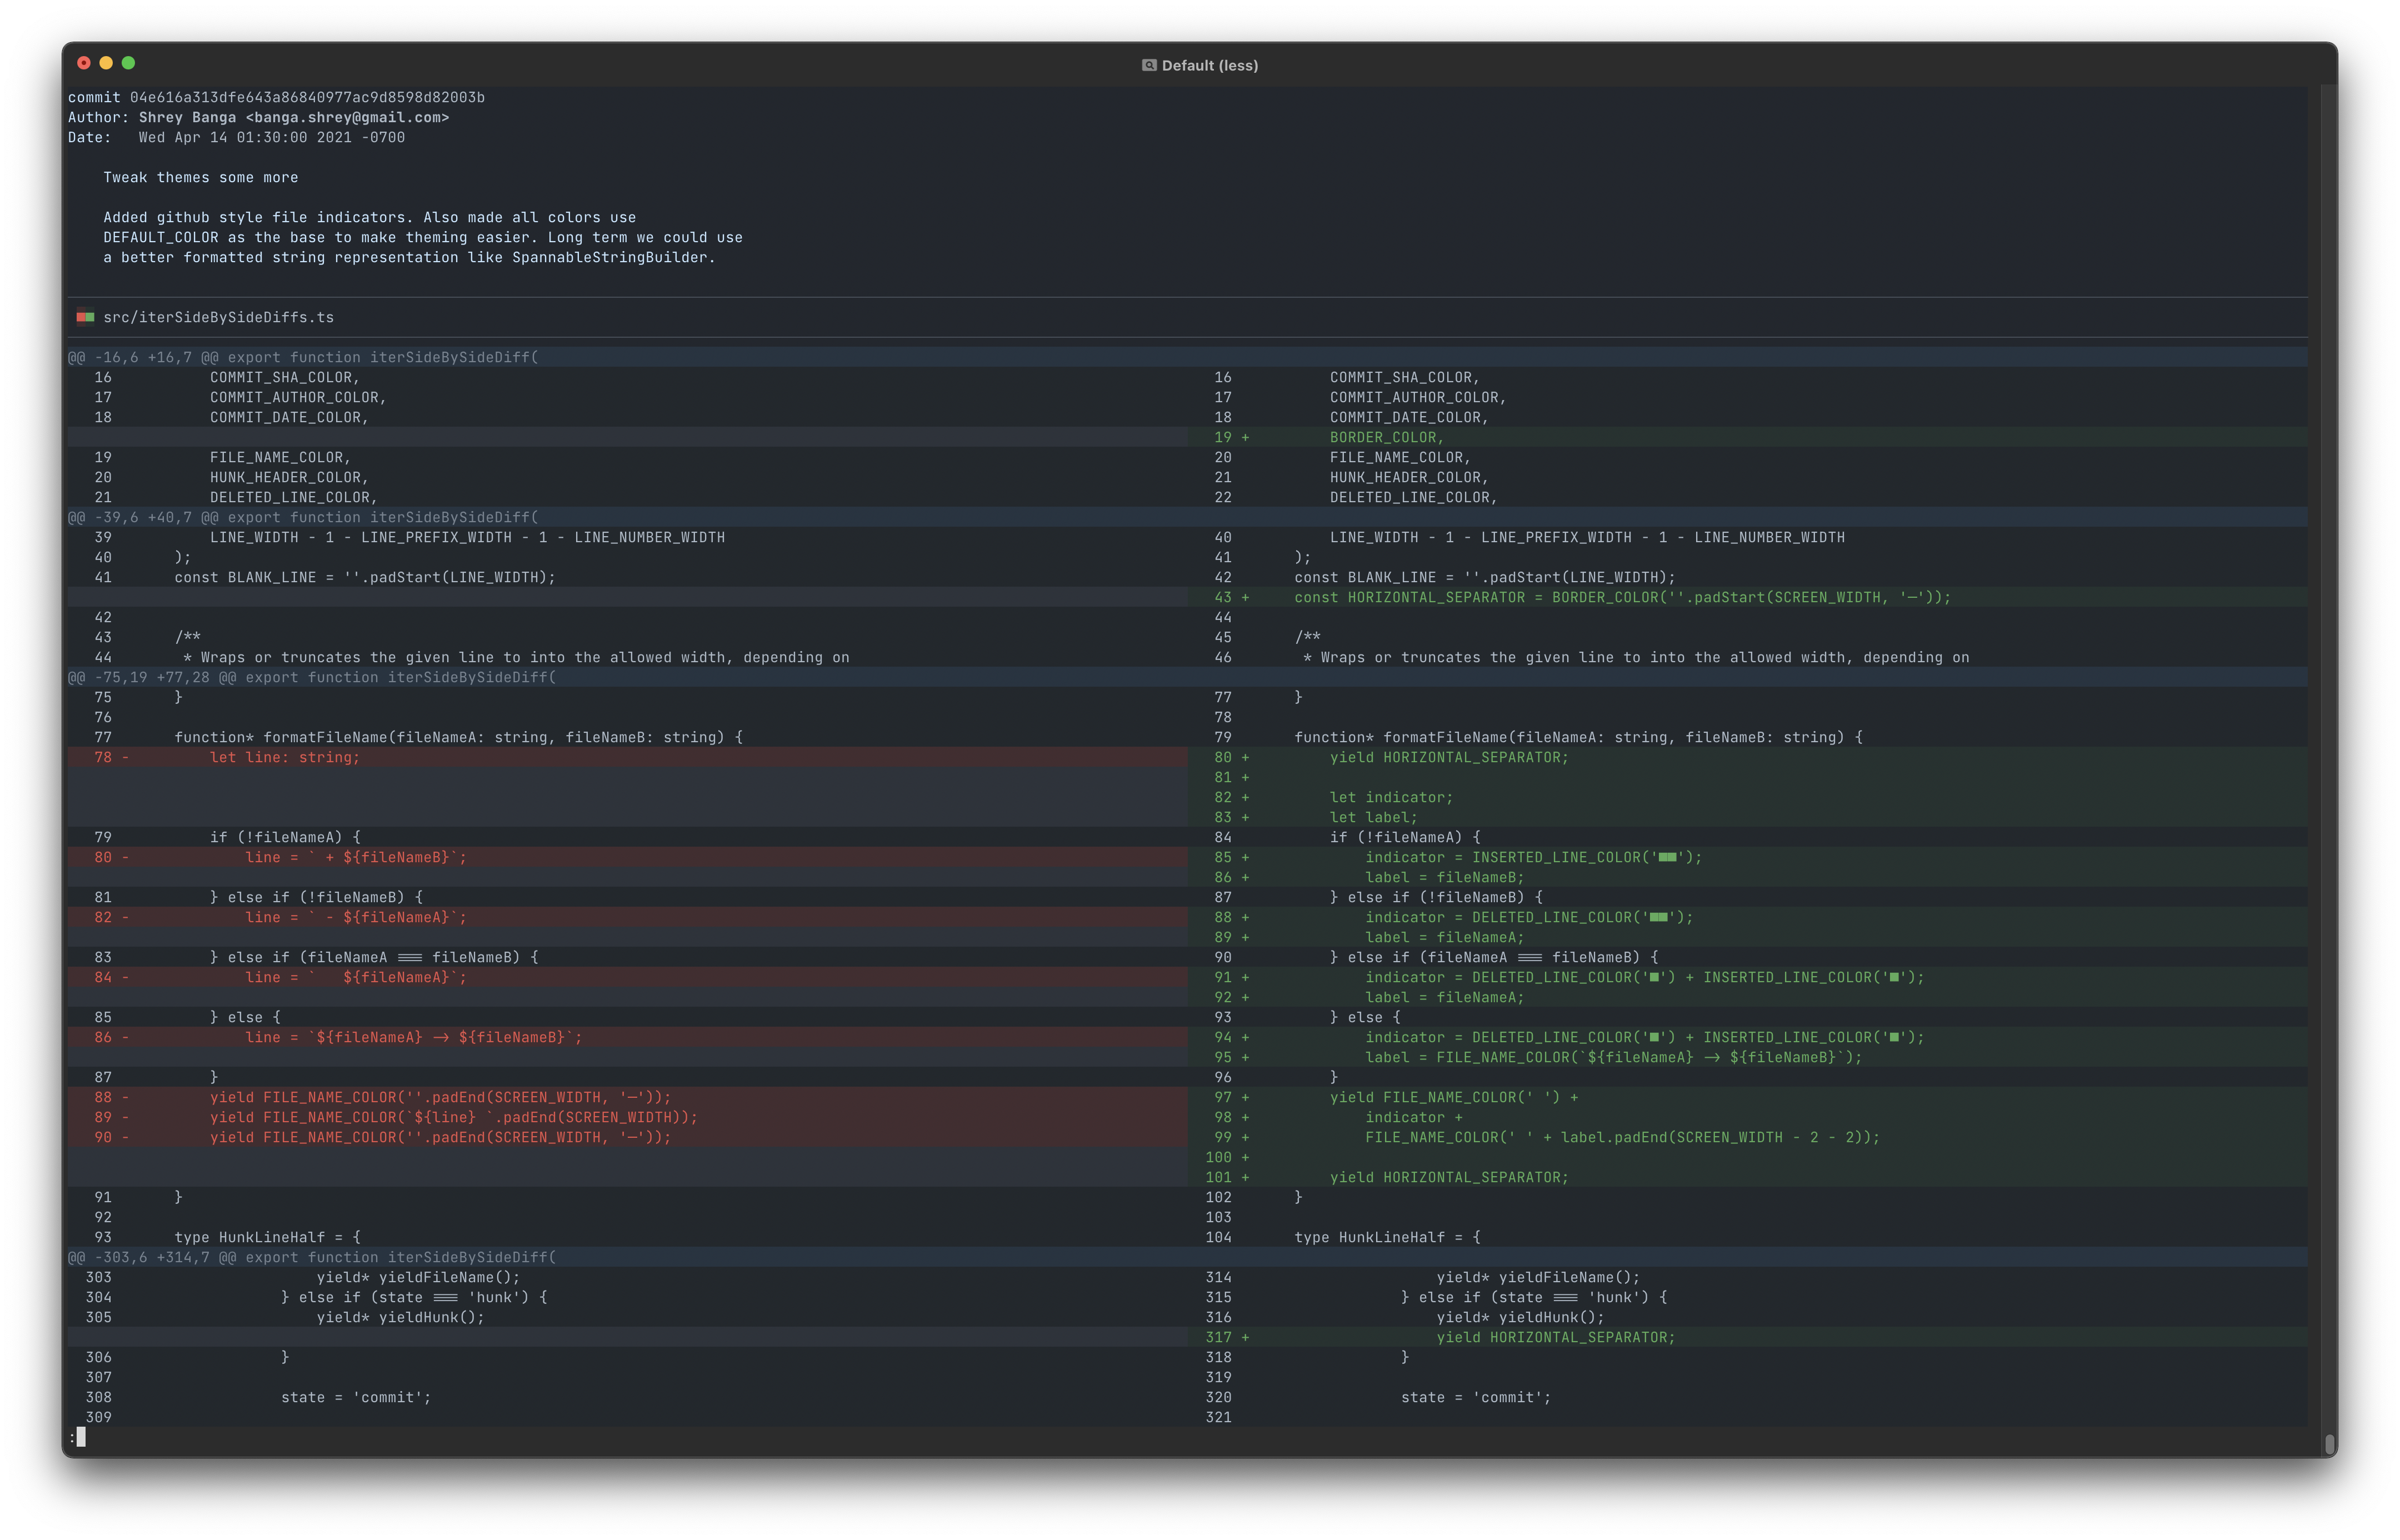 Default (less)
commit 04e616a313dfe643a86840977ac9d8598d82003b
Author: Shrey Banga <banga.shrey@gmail.com>
Date:   Wed Apr 14 01:30:00 2021 -0700
Tweak themes some more
Added github style file indicators. Also made all colors use
DEFAULT_COLOR as the base to make theming easier. Long term we could use
a better formatted string representation like SpannableStringBuilder.
src/iterSideBySideDiffs.ts
@@ -16,6 +16,7 @@ export function iterSideBySideDiff(
16 COMMIT_SHA_COLOR, 16 COMMIT_SHA_COLOR,
17 COMMIT_AUTHOR_COLOR, 17 COMMIT_AUTHOR_COLOR,
18 COMMIT_DATE_COLOR, 18 COMMIT_DATE_COLOR,
19 + BORDER_COLOR,
19 FILE_NAME_COLOR, 20 FILE_NAME_COLOR,
20 HUNK_HEADER_COLOR, 21 HUNK_HEADER_COLOR,
21 DELETED_LINE_COLOR, 22 DELETED_LINE_COLOR,
@@ -39,6 +40,7 @@ export function iterSideBySideDiff(
39 LINE_WIDTH - 1 - LINE_PREFIX_WIDTH - 1 - LINE_NUMBER_WIDTH 40 LINE_WIDTH - 1 - LINE_PREFIX_WIDTH - 1 - LINE_NUMBER_WIDTH
40 ); 41 );
41 const BLANK_LINE = ''.padStart(LINE_WIDTH); 42 const BLANK_LINE = ''.padStart(LINE_WIDTH);
43 + const HORIZONTAL_SEPARATOR = BORDER_COLOR(''.padStart(SCREEN_WIDTH, '─'));
42 44
43 /** 45 /**
44 * Wraps or truncates the given line to into the allowed width, depending on 46 * Wraps or truncates the given line to into the allowed width, depending on
@@ -75,19 +77,28 @@ export function iterSideBySideDiff(
75 } 77 }
76 78
77 function* formatFileName(fileNameA: string, fileNameB: string) { 79 function* formatFileName(fileNameA: string, fileNameB: string) {
78 - let line: string; 80 + yield HORIZONTAL_SEPARATOR;
81 +
82 + let indicator;
83 + let label;
79 if (!fileNameA) { 84 if (!fileNameA) {
80 - line = ` + ${fileNameB}`; 85 + indicator = INSERTED_LINE_COLOR('■■');
86 + label = fileNameB;
81 } else if (!fileNameB) { 87 } else if (!fileNameB) {
82 - line = ` - ${fileNameA}`; 88 + indicator = DELETED_LINE_COLOR('■■');
89 + label = fileNameA;
83 } else if (fileNameA === fileNameB) { 90 } else if (fileNameA === fileNameB) {
84 - line = `   ${fileNameA}`; 91 + indicator = DELETED_LINE_COLOR('■') + INSERTED_LINE_COLOR('■');
92 + label = fileNameA;
85 } else { 93 } else {
86 - line = `${fileNameA} -> ${fileNameB}`; 94 + indicator = DELETED_LINE_COLOR('■') + INSERTED_LINE_COLOR('■');
95 + label = FILE_NAME_COLOR(`${fileNameA} -> ${fileNameB}`);
87 } 96 }
88 - yield FILE_NAME_COLOR(''.padEnd(SCREEN_WIDTH, '─')); 97 + yield FILE_NAME_COLOR(' ') +
89 - yield FILE_NAME_COLOR(`${line} `.padEnd(SCREEN_WIDTH)); 98 + indicator +
90 - yield FILE_NAME_COLOR(''.padEnd(SCREEN_WIDTH, '─')); 99 + FILE_NAME_COLOR(' ' + label.padEnd(SCREEN_WIDTH - 2 - 2));
100 +
101 + yield HORIZONTAL_SEPARATOR;
91 } 102 }
92 103
93 type HunkLineHalf = { 104 type HunkLineHalf = {
@@ -303,6 +314,7 @@ export function iterSideBySideDiff(
303 yield* yieldFileName(); 314 yield* yieldFileName();
304 } else if (state === 'hunk') { 315 } else if (state === 'hunk') {
305 yield* yieldHunk(); 316 yield* yieldHunk();
317 + yield HORIZONTAL_SEPARATOR;
306 } 318 }
307 319
308 state = 'commit'; 320 state = 'commit';
309 321
: